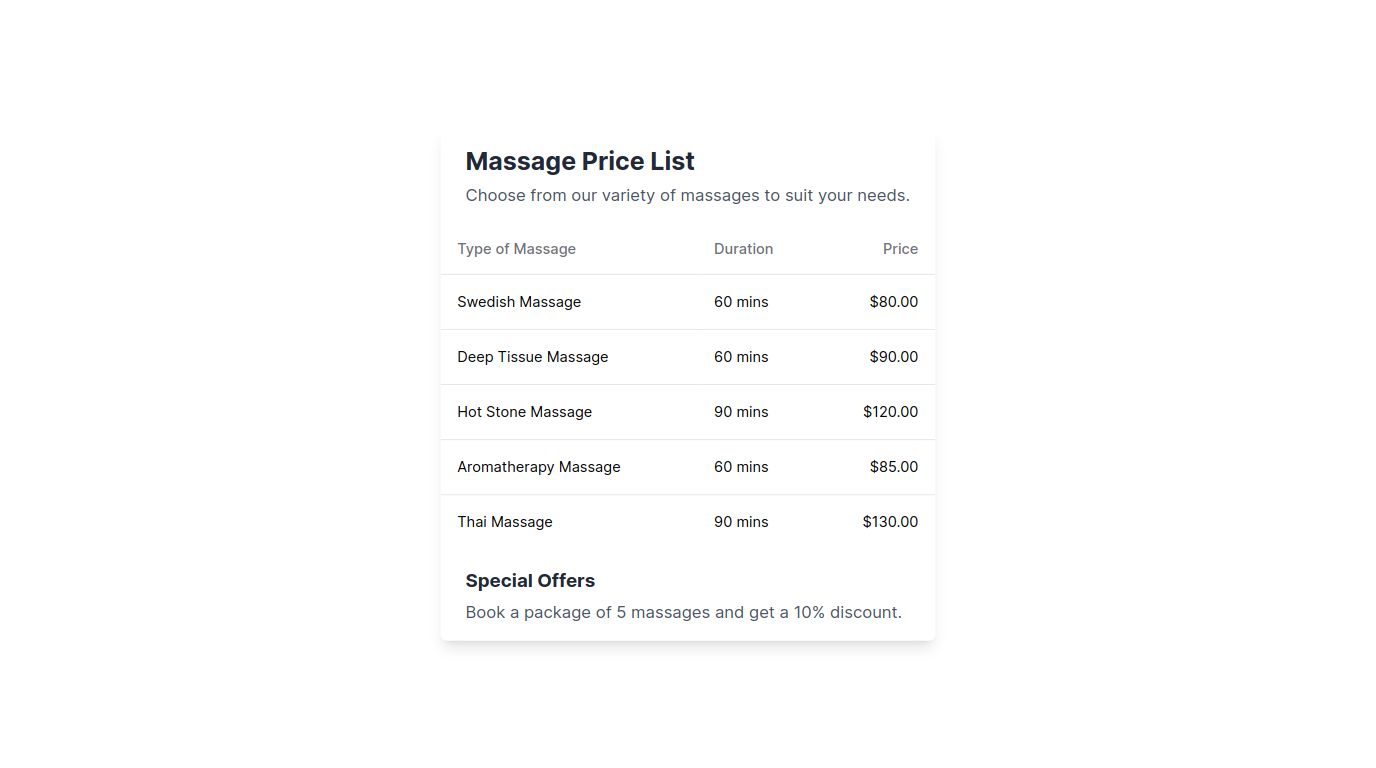 Massage Price List
Choose from our variety of massages to suit your needs.
Type of Massage Duration Price
Swedish Massage 60 mins $80.00
Deep Tissue Massage 60 mins $90.00
Hot Stone Massage 90 mins $120.00
Aromatherapy Massage 60 mins $85.00
Thai Massage 90 mins $130.00
Special Offers
Book a package of 5 massages and get a 10% discount.